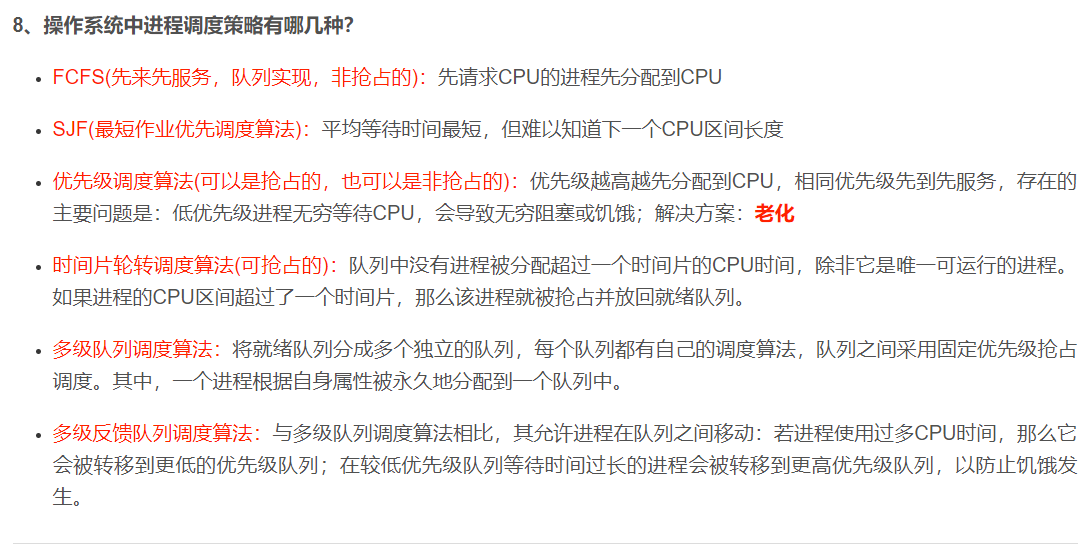 8、操作系统中进程调度策略有哪几种？
• FCFS(先来先服务，队列实现，非抢占的)：先请求CPU的进程先分配到CPU
• SJF(最短作业优先调度算法)：平均等待时间最短，但难以知道下一个CPU区间长度
• 优先级调度算法(可以是抢占的，也可以是非抢占的)：优先级越高越先分配到CPU，相同优先级先到先服务，存在的
主要问题是：低优先级进程无穷等待CPU，会导致无穷阻塞或饥饿；解决方案：老化
• 时间片轮转调度算法(可抢占的)：队列中没有进程被分配超过一个时间片的CPU时间，除非它是唯一可运行的进程。
如果进程的CPU区间超过了一个时间片，那么该进程就被抢占并放回就绪队列。
• 多级队列调度算法：将就绪队列分成多个独立的队列，每个队列都有自己的调度算法，队列之间采用固定优先级抢占
调度。其中，一个进程根据自身属性被永久地分配到一个队列中。
• 多级反馈队列调度算法：与多级队列调度算法相比，其允许进程在队列之间移动：若进程使用过多CPU时间，那么它
会被转移到更低的优先级队列；在较低优先级队列等待时间过长的进程会被转移到更高优先级队列，以防止饥饿发
生。